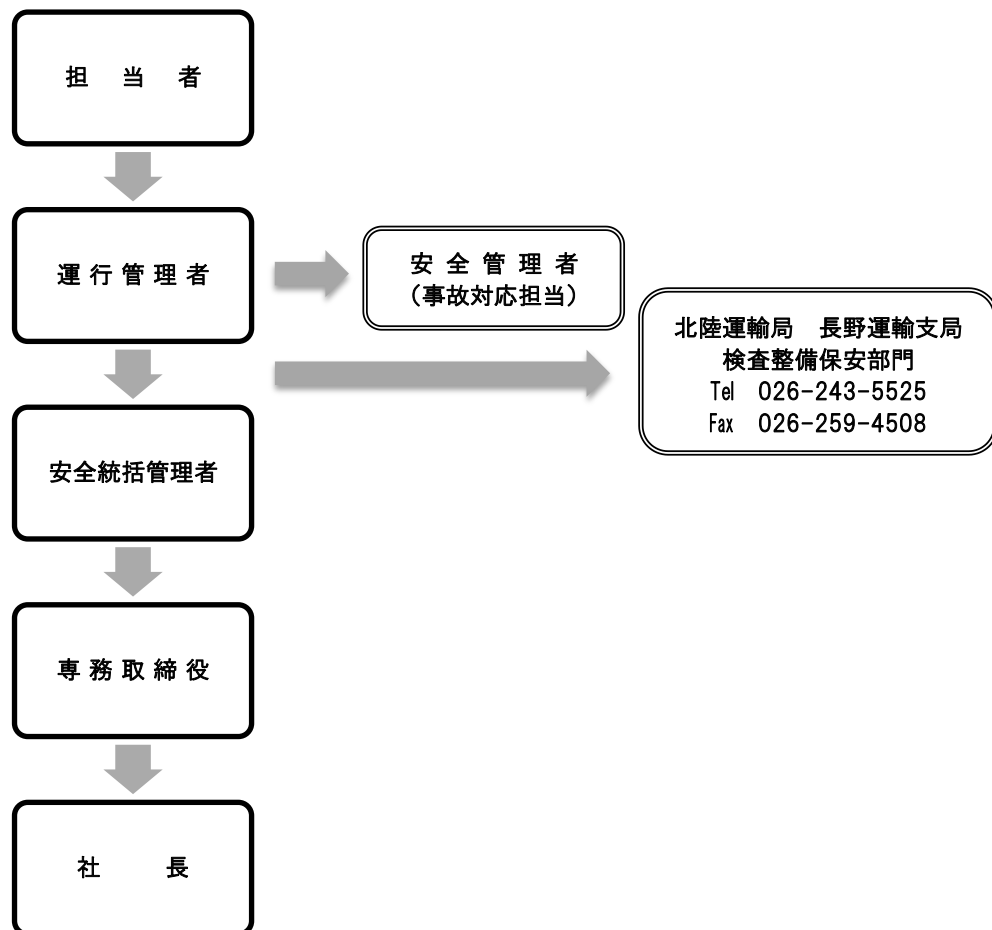 担　当　者
運 行 管 理 者
安 全 管 理 者
（事故対応担当）
北陸運輸局　長野運輸支局
検査整備保安部門
Tel　026-243-5525
Fax　026-259-4508
安全統括管理者
専 務 取 締 役
社　　長